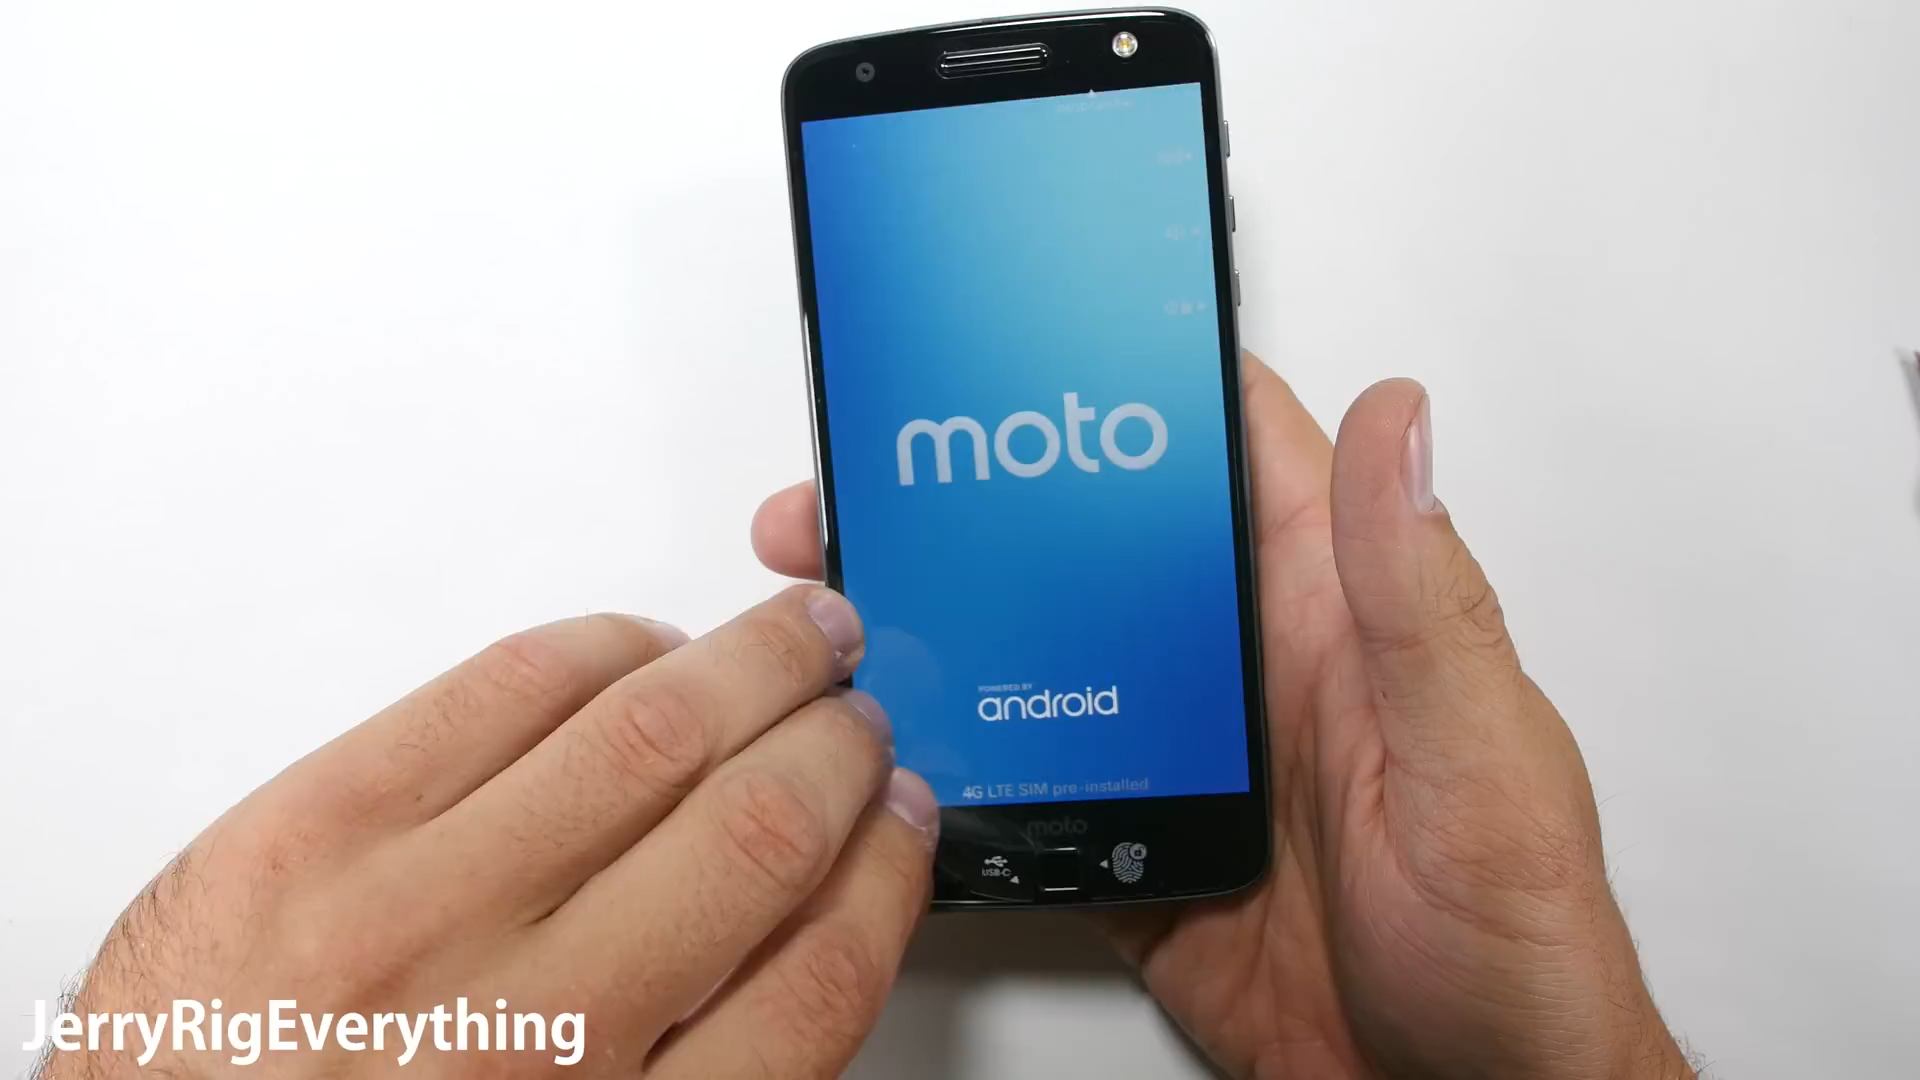 moto
POWERED BY
android
4G LTE SIM pre-installed
moto
USB-C
JerryRigEverything